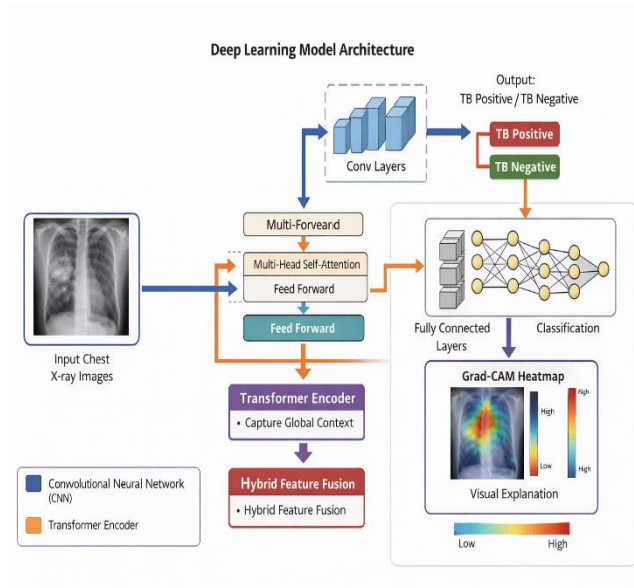 Deep Learning Model Architecture
Output:
TB Positive / TB Negative
Conv Layers
TB Positive
TB Negative
Multi-Forveard
Multi-Head Self-Attention
Feed Forward
Feed Forward
Input Chest
X-ray Images
Fully Connected
Layers
Classification
Transformer Encoder
• Capture Global Context
Hybrid Feature Fusion
• Hybrid Feature Fusion
Grad-CAM Heatmap
High
Low
High
High
Visual Explanation
Low
High
Convwolutional Neural Network
(CNN)
Transformer Encoder